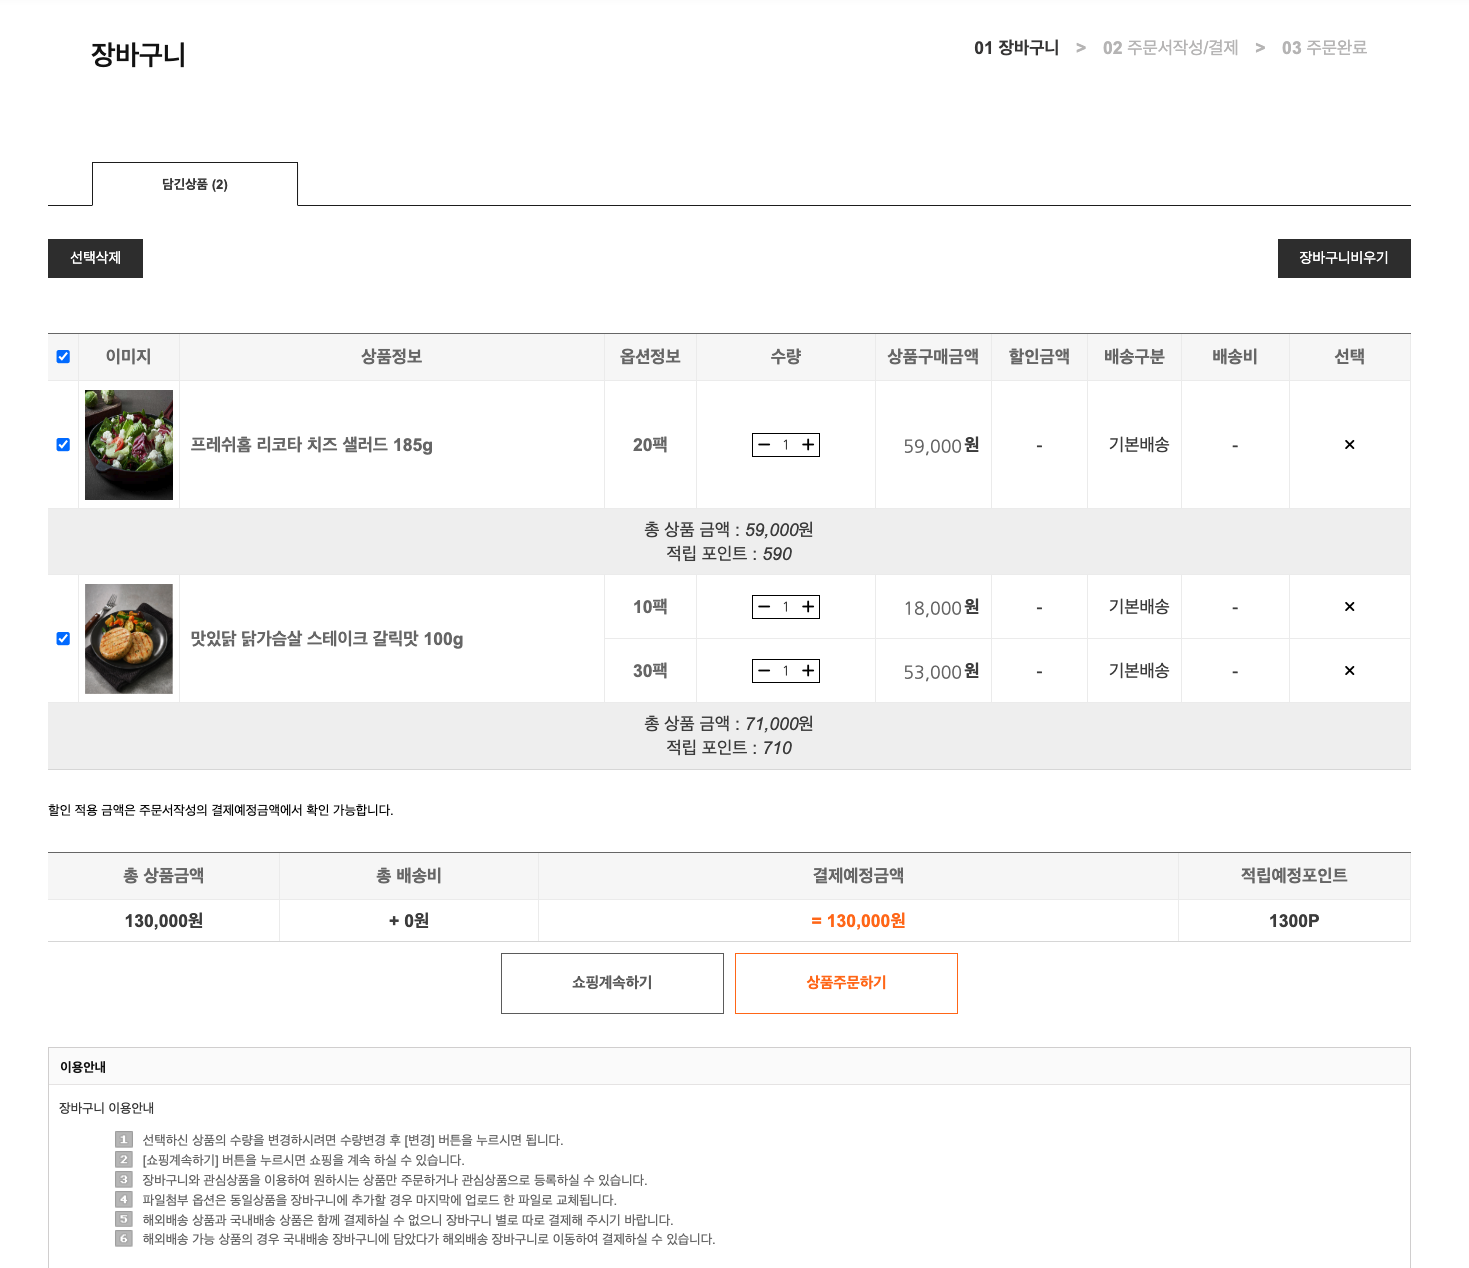 장바구니
01 장바구니 > 02 주문서작성/결제 > 03 주문완료
담긴상품 (2)
선택삭제
장바구니비우기
이미지 상품정보 옵션정보 수량 상품구매금액 할인금액 배송구분 배송비 선택
프레쉬홈 리코타 치즈 샐러드 185g 20팩 − 1 + 59,000원 - 기본배송 - ×
총 상품 금액 : 59,000원
적립 포인트 : 590
맛있닭 닭가슴살 스테이크 갈릭맛 100g
10팩 − 1 + 18,000원 - 기본배송 - ×
30팩 − 1 + 53,000원 - 기본배송 - ×
총 상품 금액 : 71,000원
적립 포인트 : 710
할인 적용 금액은 주문서작성의 결제예정금액에서 확인 가능합니다.
총 상품금액 총 배송비 결제예정금액 적립예정포인트
130,000원 + 0원 = 130,000원 1300P
쇼핑계속하기
상품주문하기
이용안내
장바구니 이용안내
1 선택하신 상품의 수량을 변경하시려면 수량변경 후 [변경] 버튼을 누르시면 됩니다.
2 [쇼핑계속하기] 버튼을 누르시면 쇼핑을 계속 하실 수 있습니다.
3 장바구니와 관심상품을 이용하여 원하시는 상품만 주문하거나 관심상품으로 등록하실 수 있습니다.
4 파일첨부 옵션은 동일상품을 장바구니에 추가할 경우 마지막에 업로드 한 파일로 교체됩니다.
5 해외배송 상품과 국내배송 상품은 함께 결제하실 수 없으니 장바구니 별로 따로 결제해 주시기 바랍니다.
6 해외배송 가능 상품의 경우 국내배송 장바구니에 담았다가 해외배송 장바구니로 이동하여 결제하실 수 있습니다.